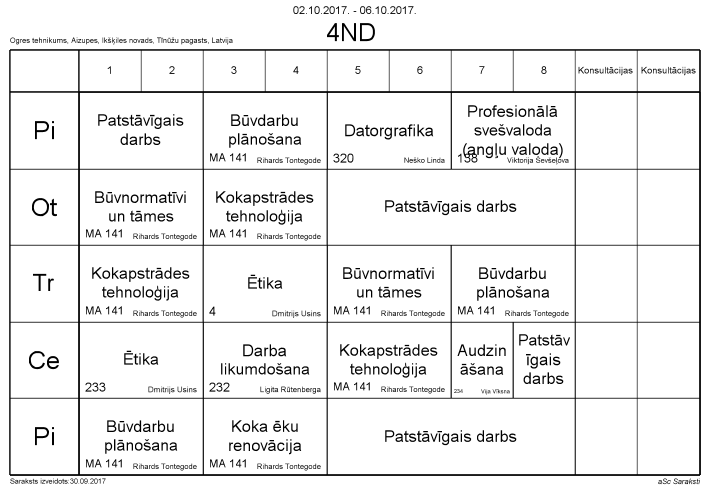 02.10.2017. - 06.10.2017.
4ND
Ogres tehnikums, Aizupes, Ikšķiles novads, Tīnūžu pagasts, Latvija
1 2 3 4 5 6 7 8 Konsultācijas Konsultācijas
Pi
Patstāvīgais
darbs
Būvdarbu
plānošana
MA 141 Rihards Tontegode
Datorgrafika
320 Neško Linda
Profesionālā
svešvaloda
(angļu valoda)
138 Viktorija Ševšeļova
Ot
Būvnormatīvi
un tāmes
MA 141 Rihards Tontegode
Kokapstrādes
tehnoloģija
MA 141 Rihards Tontegode
Patstāvīgais darbs
Tr
Kokapstrādes
tehnoloģija
MA 141 Rihards Tontegode
Ētika
4 Dmitrijs Usins
Būvnormatīvi
un tāmes
MA 141 Rihards Tontegode
Būvdarbu
plānošana
MA 141 Rihards Tontegode
Ce
Ētika
233 Dmitrijs Usins
Darba
likumdošana
232 Ligita Rūtenberga
Kokapstrādes
tehnoloģija
MA 141 Rihards Tontegode
Audzin
āšana
234 Vija Vīksna
Patstāv
īgais
darbs
Pi
Būvdarbu
plānošana
MA 141 Rihards Tontegode
Koka ēku
renovācija
MA 141 Rihards Tontegode
Patstāvīgais darbs
Saraksts izveidots:30.09.2017 aSc Saraksti